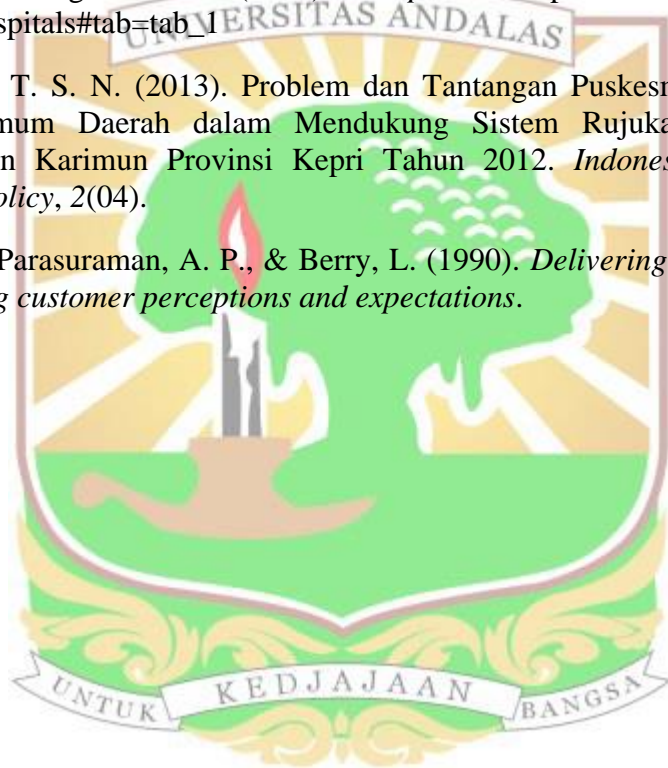 spitals#tab=tab_1
UNIVERSITAS ANDALAS
T. S. N. (2013). Problem dan Tantangan Puskesm
mum Daerah dalam Mendukung Sistem Rujuka
n Karimun Provinsi Kepri Tahun 2012. Indones
olicy, 2(04).
Parasuraman, A. P., & Berry, L. (1990). Delivering
g customer perceptions and expectations.
UNTUK KEDJAJAAN BANGSA